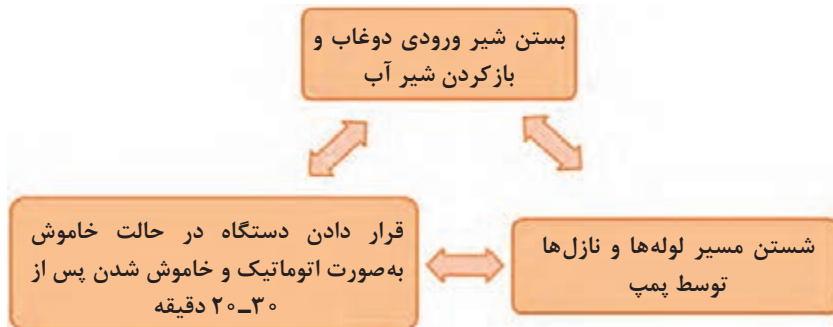 بستن شیر ورودی دوغاب و
بازکردن شیر آب
قرار دادن دستگاه در حالت خاموش
به‌صورت اتوماتیک و خاموش شدن پس از
۳۰ــ۲۰ دقیقه
شستن مسیر لوله‌ها و نازل‌ها
توسط پمپ